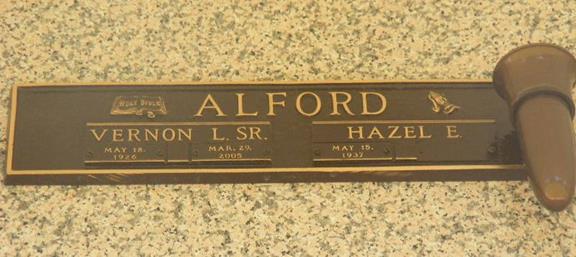 HOLY BIBLE
ALFORD
VERNON L. SR. HAZEL E.
MAY 18, 1926 MAR. 29, 2005 MAY 15, 1937